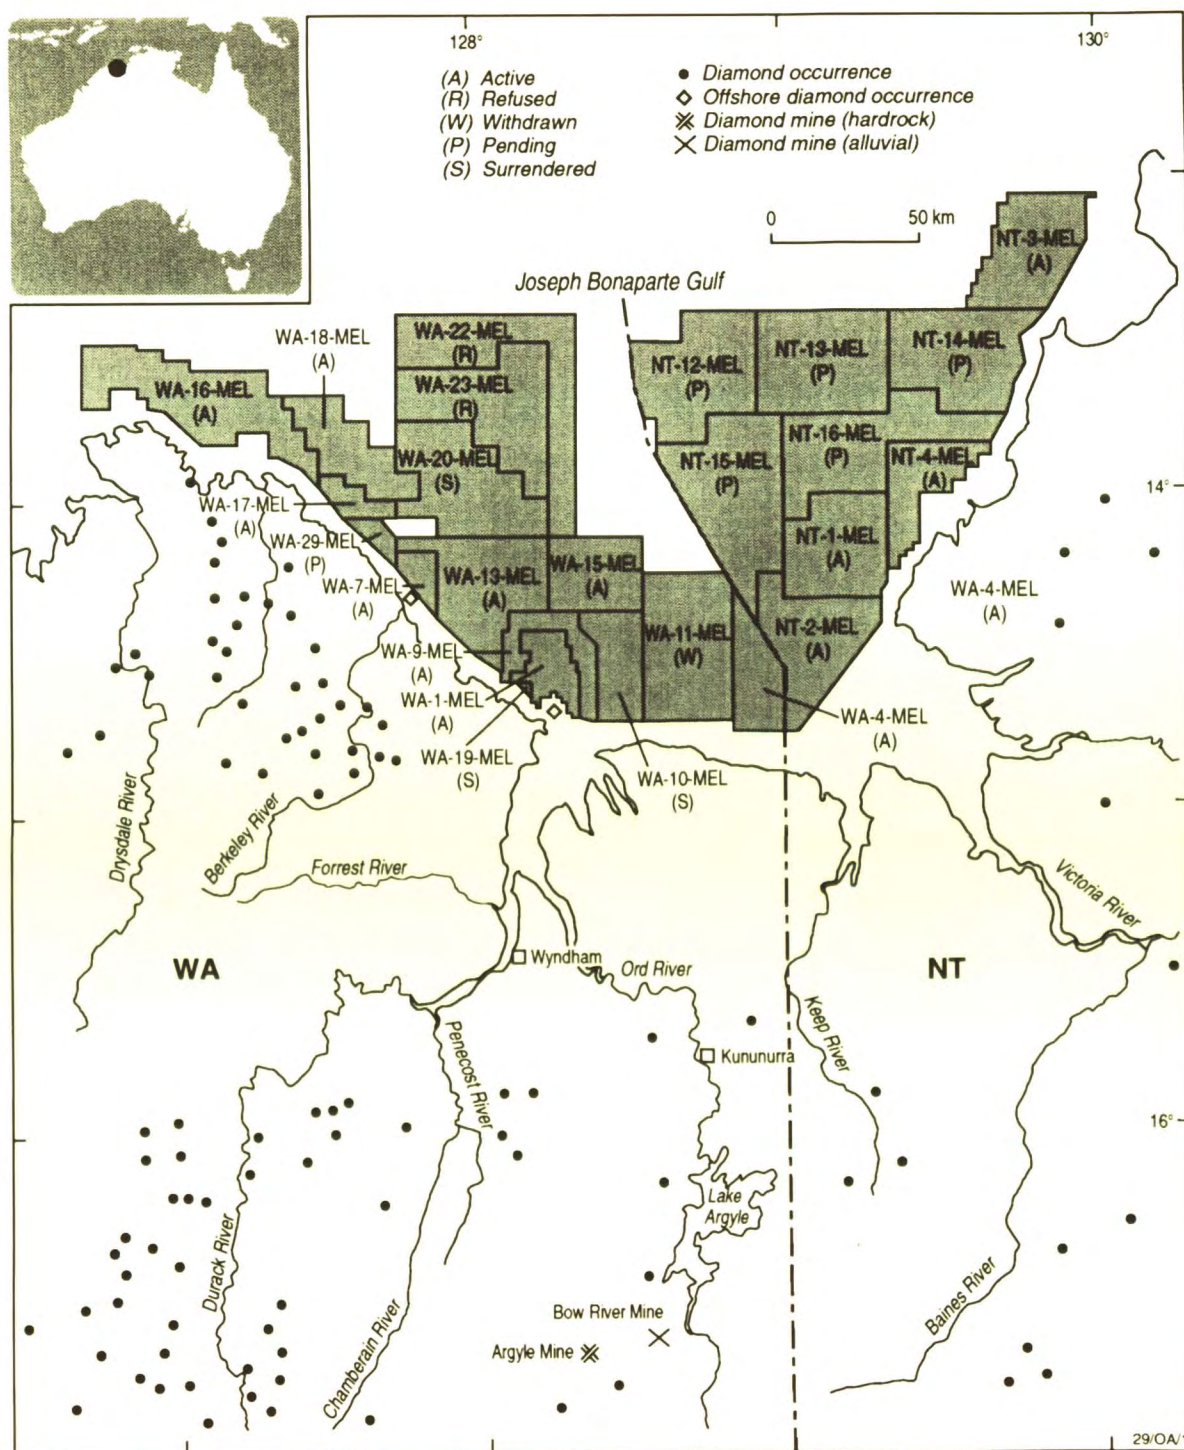 128°
130°
(A) Active
(R) Refused
(W) Withdrawn
(P) Pending
(S) Surrendered
Diamond occurrence
Offshore diamond occurrence
Diamond mine (hardrock)
Diamond mine (alluvial)
0 50 km
Joseph Bonaparte Gulf
NT-3-MEL
(A)
WA-18-MEL
(A)
WA-22-MEL
(R)
NT-12-MEL
(P)
NT-13-MEL
(P)
NT-14-MEL
(P)
WA-16-MEL
(A)
WA-23-MEL
(R)
WA-20-MEL
(S)
NT-15-MEL
(P)
NT-16-MEL
(P)
NT-4-MEL
(A)
14°
WA-17-MEL
(A)
WA-29-MEL
(P)
WA-7-MEL
(A)
WA-13-MEL
(A)
WA-15-MEL
(A)
NT-1-MEL
(A)
WA-4-MEL
(A)
WA-9-MEL
(A)
WA-11-MEL
(W)
NT-2-MEL
(A)
WA-1-MEL
(A)
WA-4-MEL
(A)
WA-19-MEL
(S)
WA-10-MEL
(S)
Drysdale River
Berkeley River
Forrest River
Victoria River
WA
Wyndham
Ord River
NT
Keep River
Penecost River
Kununurra
16°
Lake
Argyle
Durack River
Chamberain River
Baines River
Bow River Mine
Argyle Mine
29/OA/1